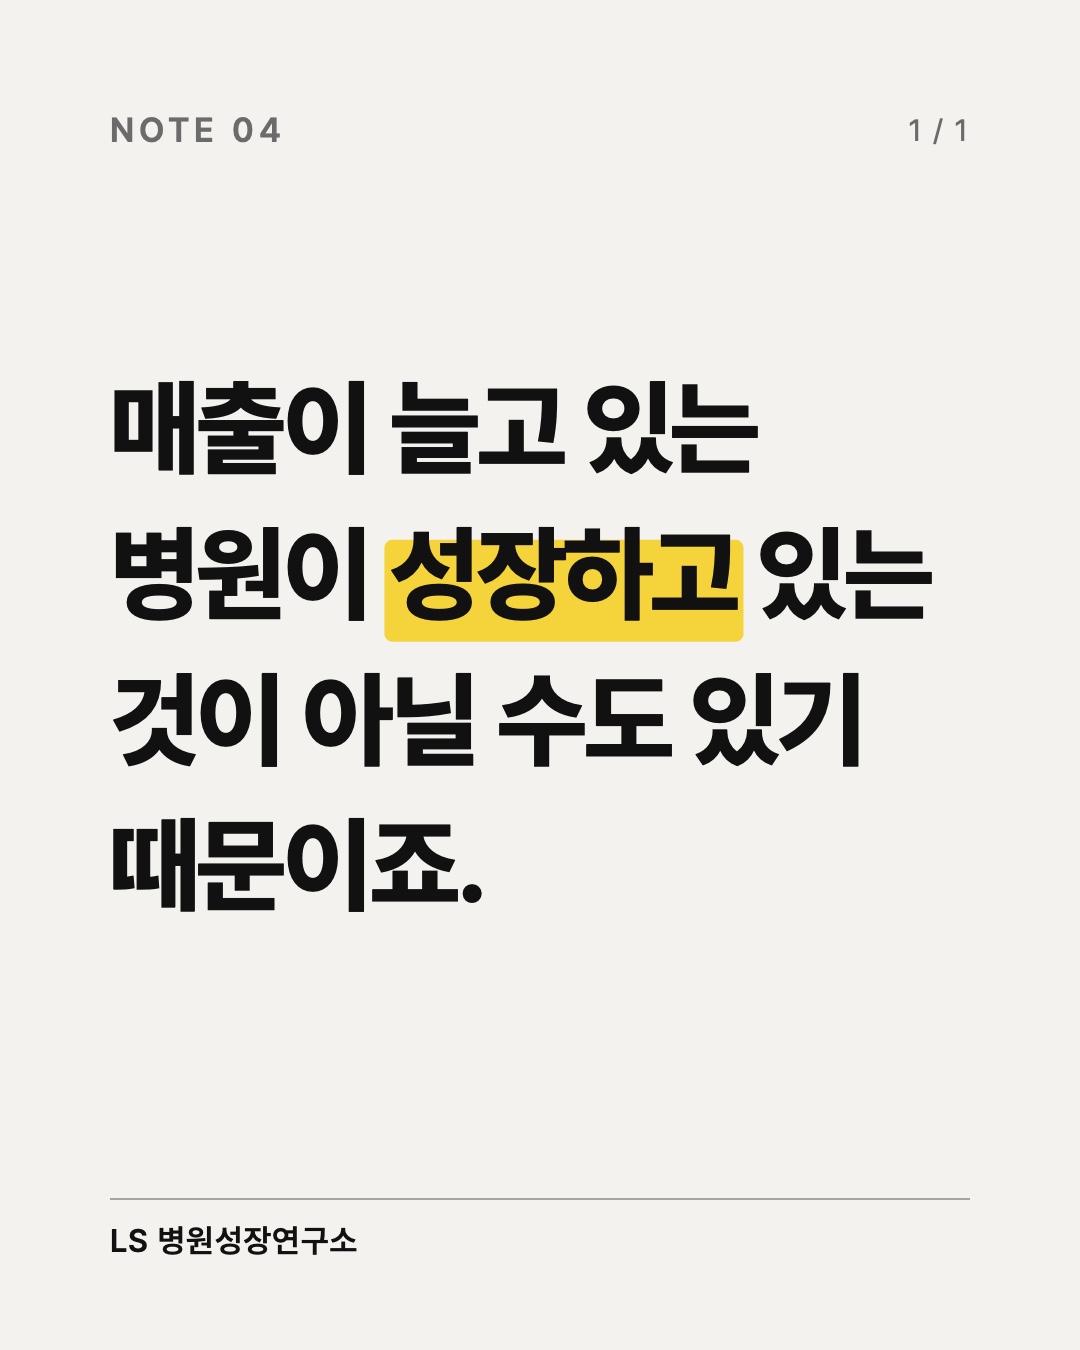 NOTE 04
1 / 1
매출이 늘고 있는
병원이 성장하고 있는
것이 아닐 수도 있기
때문이죠.
LS 병원성장연구소